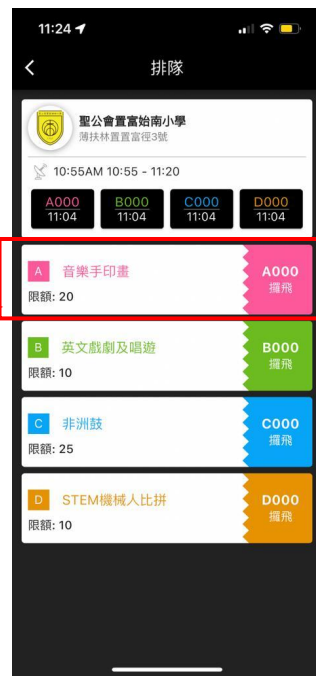 11:24
排隊
聖公會置富始南小學
薄扶林置富徑3號
10:55AM 10:55 - 11:20
A000 B000 C000 D000
11:04 11:04 11:04 11:04
A 音樂手印畫 A000
攞飛
限額: 20
B 英文戲劇及唱遊 B000
攞飛
限額: 10
C 非洲鼓 C000
攞飛
限額: 25
D STEM機械人比拼 D000
攞飛
限額: 10